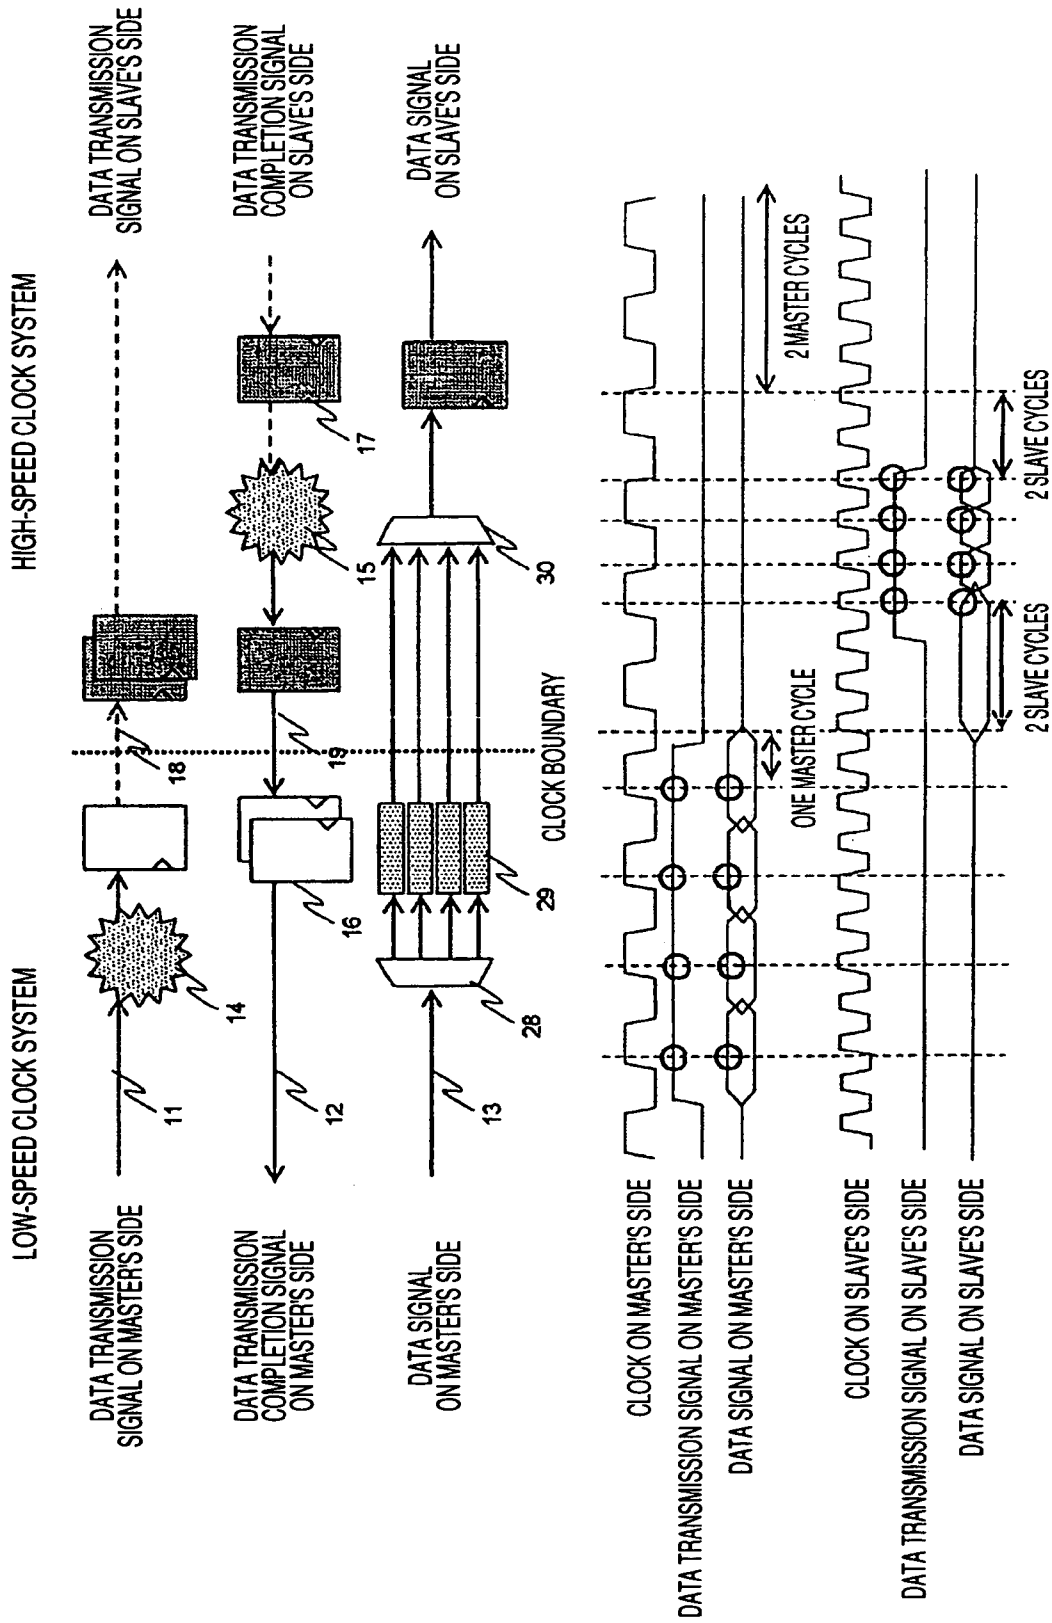 LOW-SPEED CLOCK SYSTEM
HIGH-SPEED CLOCK SYSTEM
DATA TRANSMISSION
SIGNAL ON MASTER'S SIDE
11
14
18
DATA TRANSMISSION
SIGNAL ON SLAVE'S SIDE
DATA TRANSMISSION
COMPLETION SIGNAL
ON MASTER'S SIDE
12
16
19
15
17
DATA TRANSMISSION
COMPLETION SIGNAL
ON SLAVE'S SIDE
DATA SIGNAL
ON MASTER'S SIDE
13
28
29
30
DATA SIGNAL
ON SLAVE'S SIDE
CLOCK BOUNDARY
CLOCK ON MASTER'S SIDE
DATA TRANSMISSION SIGNAL ON MASTER'S SIDE
DATA SIGNAL ON MASTER'S SIDE
ONE MASTER CYCLE
2 MASTER CYCLES
CLOCK ON SLAVE'S SIDE
DATA TRANSMISSION SIGNAL ON SLAVE'S SIDE
DATA SIGNAL ON SLAVE'S SIDE
2 SLAVE CYCLES
2 SLAVE CYCLES